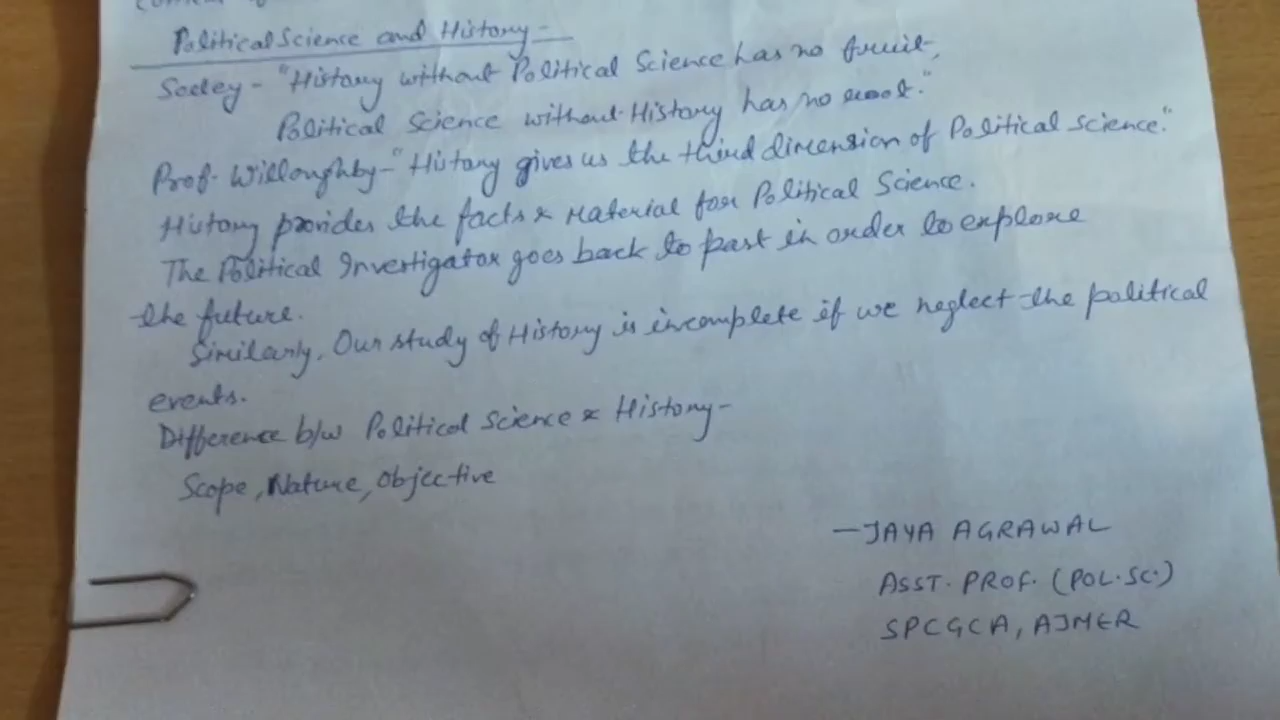 Political Science and History -
Seeley - "History without Political Science has no fruit,
Political Science without History has no root."
Prof. Willoughby - "History gives us the third dimension of Political science."
History provides the facts & Material for Political Science.
The Political Investigator goes back to past in order to explore
the future.
Similarly, Our study of History is incomplete if we neglect the political
events.
Difference b/w Political Science & History -
Scope, Nature, Objective
- JAYA AGRAWAL
ASST. PROF. (POL.SC.)
SPCGCA, AJMER